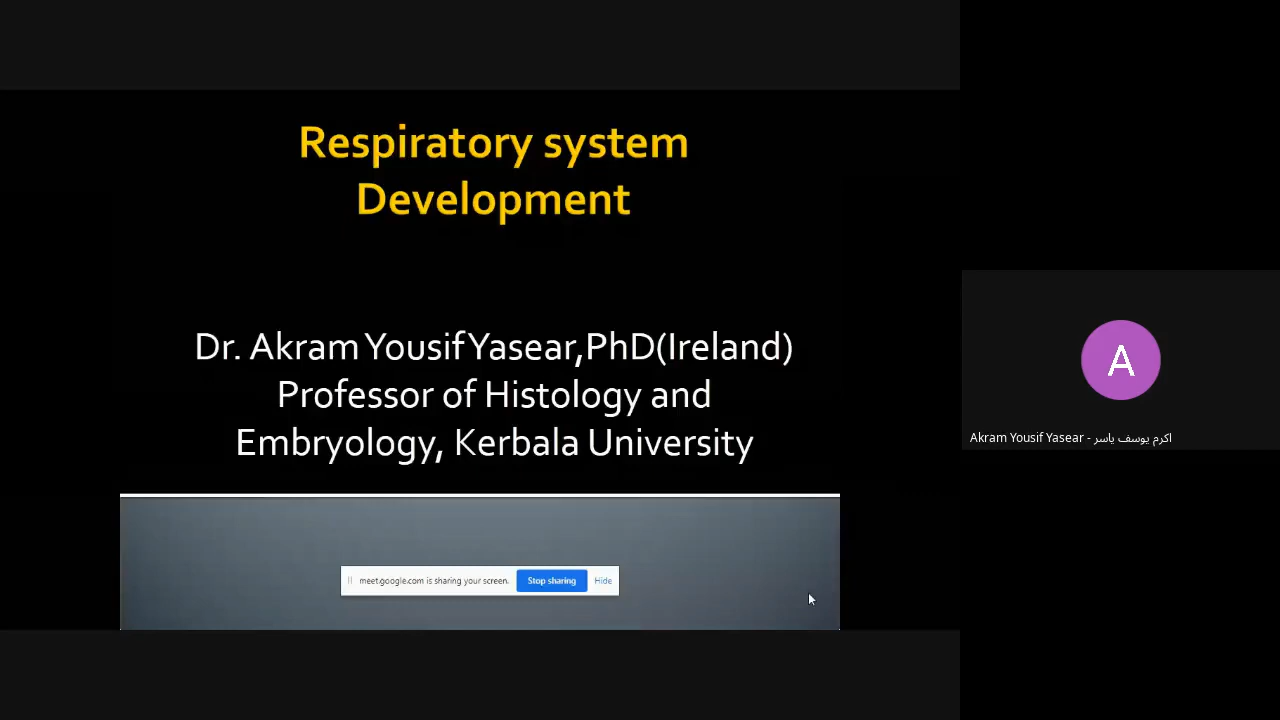 Respiratory system
Development
Dr. Akram Yousif Yasear,PhD(Ireland)
Professor of Histology and
Embryology, Kerbala University
meet.google.com is sharing your screen.
Stop sharing
Hide
A
Akram Yousif Yasear - اكرم يوسف ياسر